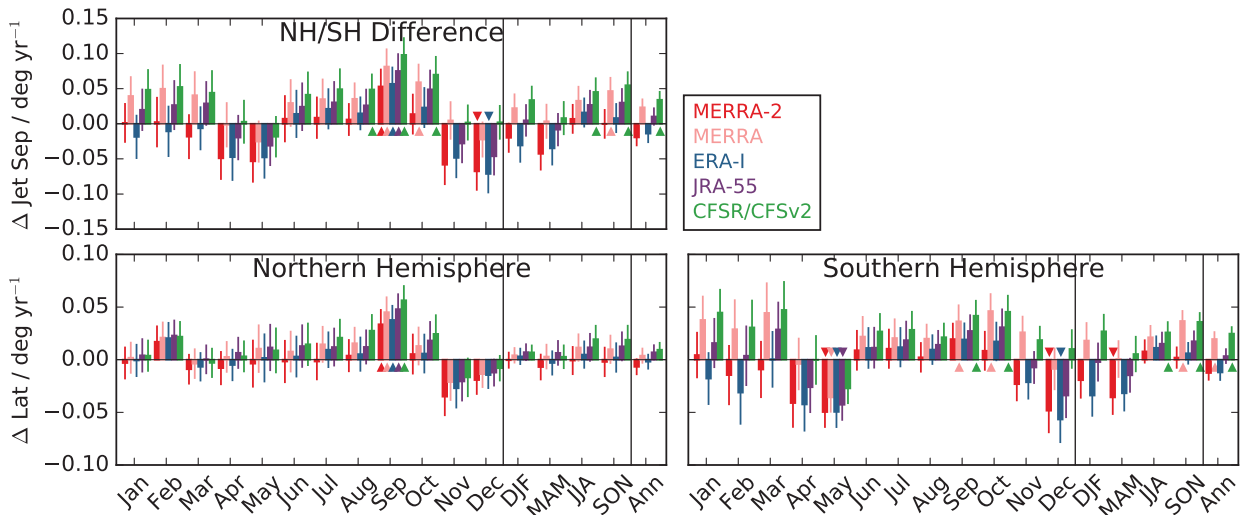 NH/SH Difference
Δ Jet Sep / deg yr⁻¹
0.15
0.10
0.05
0.00
−0.05
−0.10
−0.15
MERRA-2
MERRA
ERA-I
JRA-55
CFSR/CFSv2
Northern Hemisphere
Δ Lat / deg yr⁻¹
0.10
0.05
0.00
−0.05
−0.10
Jan Feb Mar Apr May Jun Jul Aug Sep Oct Nov Dec DJF MAM JJA SON Ann
Southern Hemisphere
Jan Feb Mar Apr May Jun Jul Aug Sep Oct Nov Dec DJF MAM JJA SON Ann